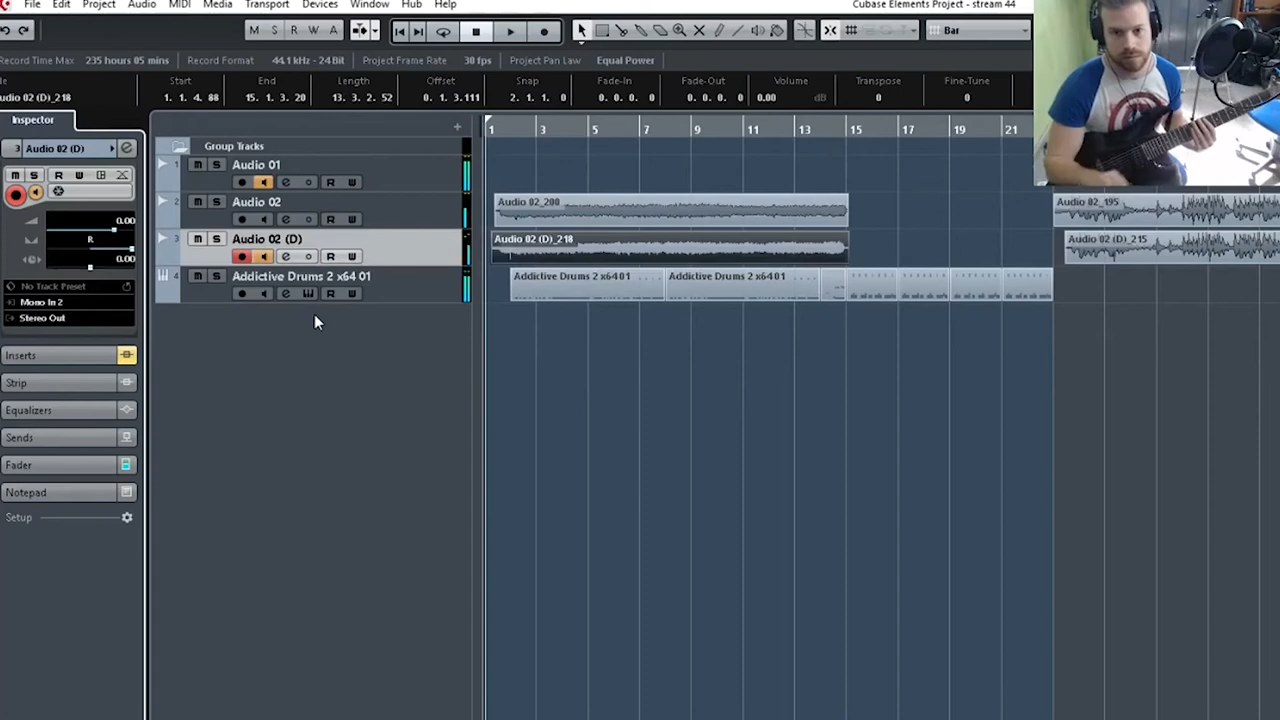 File Edit Project Audio MIDI Media Transport Devices Window Hub Help
Cubase Elements Project - stream 44
M S R W A
Bar
Record Time Max 235 hours 05 mins Record Format 44.1 kHz - 24 Bit Project Frame Rate 30 fps Project Pan Law Equal Power
Start End Length Offset Snap Fade-In Fade-Out Volume Transpose Fine-Tune
Audio 02 (D)_218 1. 1. 4. 88 15. 1. 3. 20 13. 3. 2. 52 0. 1. 3.111 2. 1. 1. 0 0. 0. 0. 0 0. 0. 0. 0 0.00 dB 0 0
Inspector
1 3 5 7 9 11 13 15 17 19 21
Group Tracks
3 Audio 02 (D)
M S R W
0.00
R
0.00
No Track Preset
Mono In 2
Stereo Out
Inserts
Strip
Equalizers
Sends
Fader
Notepad
Setup
1 M S Audio 01
R W
2 M S Audio 02
R W
3 M S Audio 02 (D)
R W
4 M S Addictive Drums 2 x64 01
R W
Audio 02_200
Audio 02_195
Audio 02 (D)_218
Audio 02 (D)_215
Addictive Drums 2 x64 01 Addictive Drums 2 x64 01